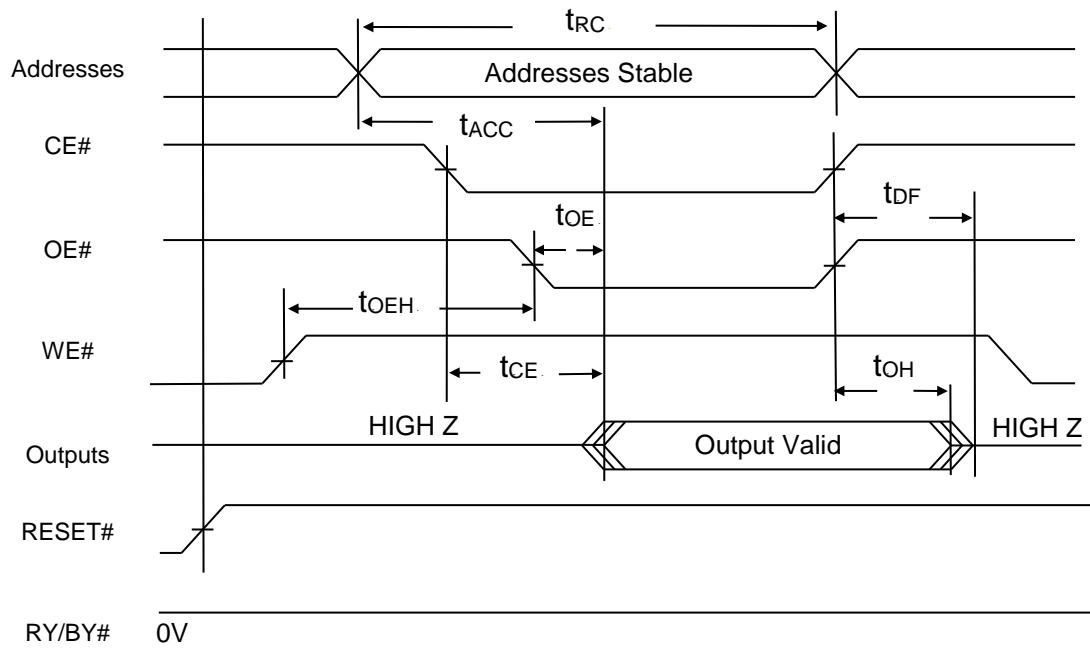 tRC
Addresses
Addresses Stable
tACC
CE#
tDF
tOE
OE#
tOEH
WE#
tCE
tOH
HIGH Z
HIGH Z
Output Valid
Outputs
RESET#
RY/BY#
0V